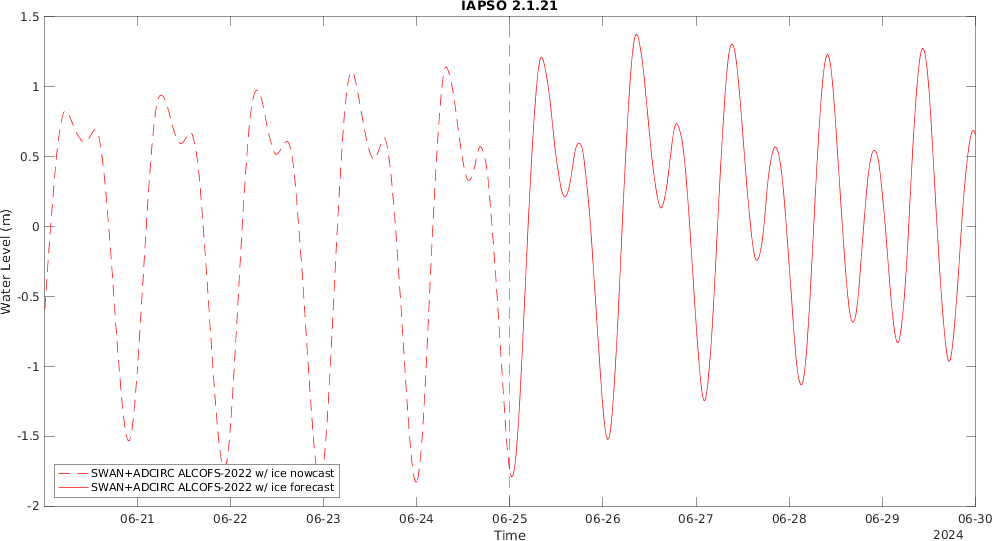 IAPSO 2.1.21
1.5
1
0.5
0
-0.5
-1
-1.5
-2
Water Level (m)
SWAN+ADCIRC ALCOFS-2022 w/ ice nowcast
SWAN+ADCIRC ALCOFS-2022 w/ ice forecast
06-21 06-22 06-23 06-24 06-25 06-26 06-27 06-28 06-29 06-30
Time
2024